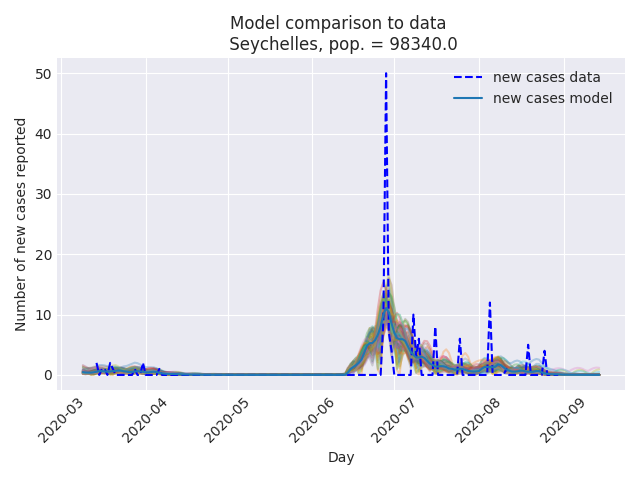 Model comparison to data
Seychelles, pop. = 98340.0
new cases data
new cases model
Number of new cases reported
50
40
30
20
10
0
2020-03
2020-04
2020-05
2020-06
2020-07
2020-08
2020-09
Day